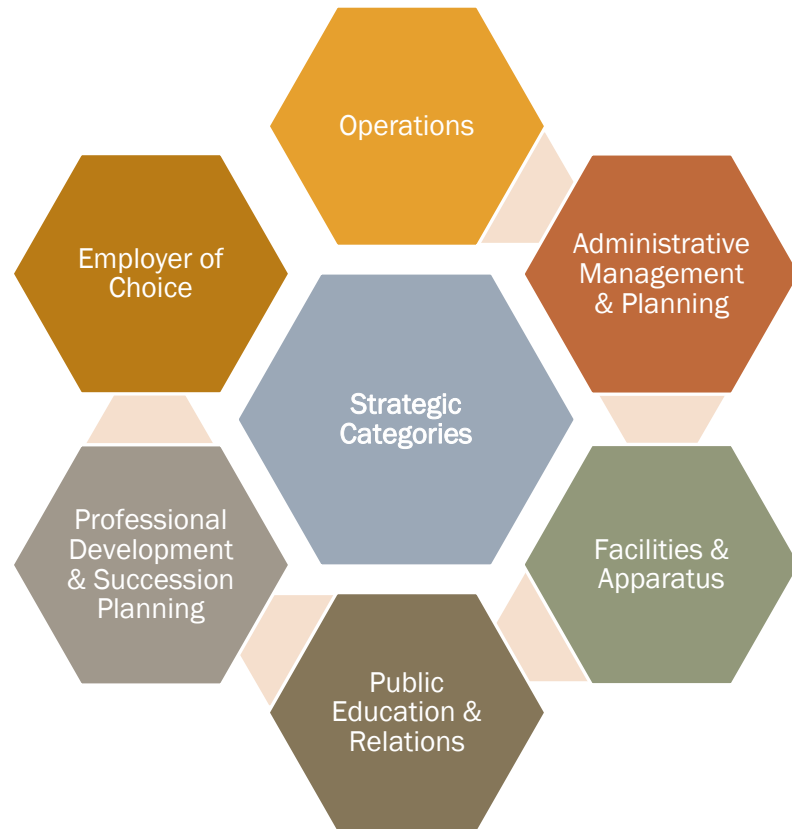 Operations
Administrative
Management
& Planning
Employer of
Choice
Strategic
Categories
Facilities &
Apparatus
Professional
Development
& Succession
Planning
Public
Education &
Relations